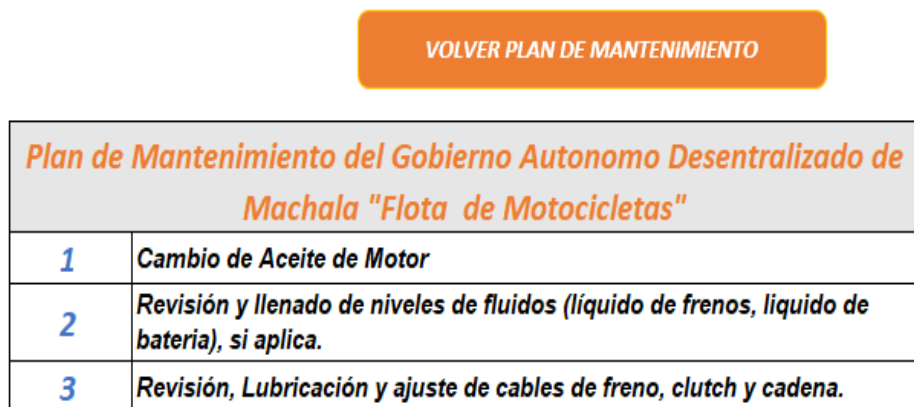 VOLVER PLAN DE MANTENIMIENTO
Plan de Mantenimiento del Gobierno Autonomo Desentralizado de
Machala "Flota de Motocicletas"
1 Cambio de Aceite de Motor
2 Revisión y llenado de niveles de fluidos (líquido de frenos, liquido de
bateria), si aplica.
3 Revisión, Lubricación y ajuste de cables de freno, clutch y cadena.